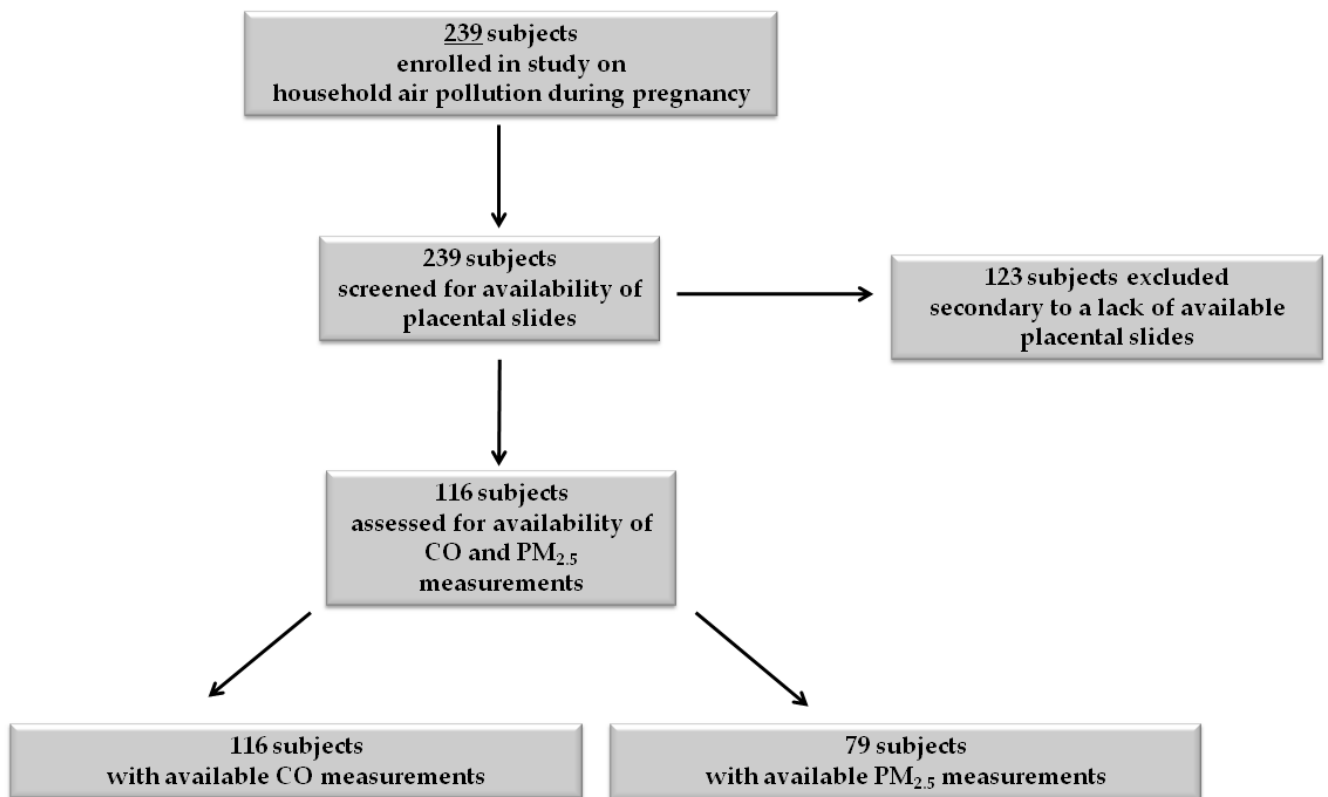 239 subjects
enrolled in study on
household air pollution during pregnancy
239 subjects
screened for availability of
placental slides
123 subjects excluded
secondary to a lack of available
placental slides
116 subjects
assessed for availability of
CO and PM2.5
measurements
116 subjects
with available CO measurements
79 subjects
with available PM2.5 measurements